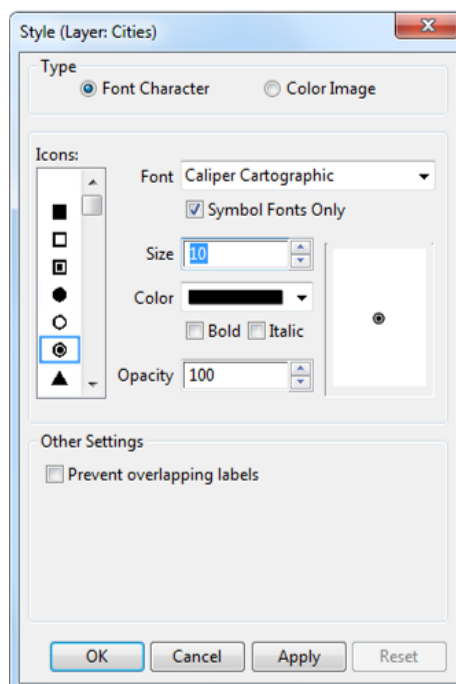 Style (Layer: Cities)
Type
Font Character
Color Image
Icons:
Font Caliper Cartographic
Symbol Fonts Only
Size 10
Color
Bold Italic
Opacity 100
Other Settings
Prevent overlapping labels
OK Cancel Apply Reset